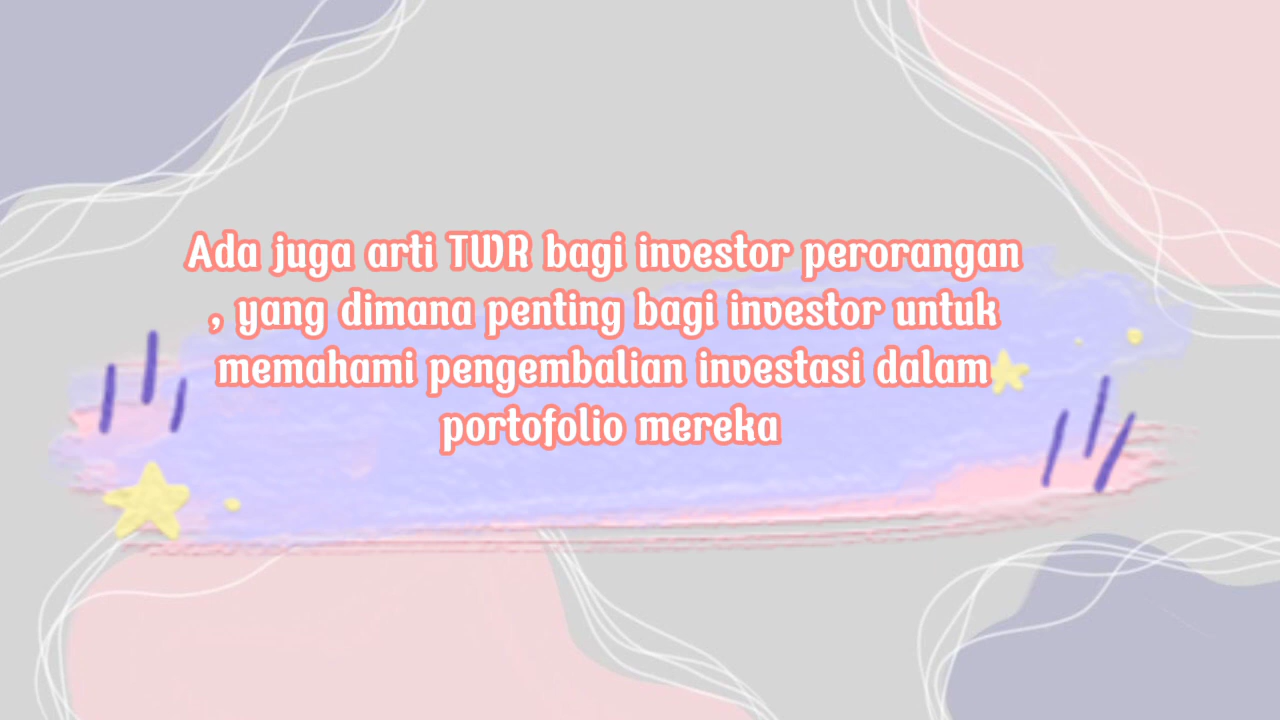 Ada juga arti TWR bagi investor perorangan
, yang dimana penting bagi investor untuk
memahami pengembalian investasi dalam
portofolio mereka